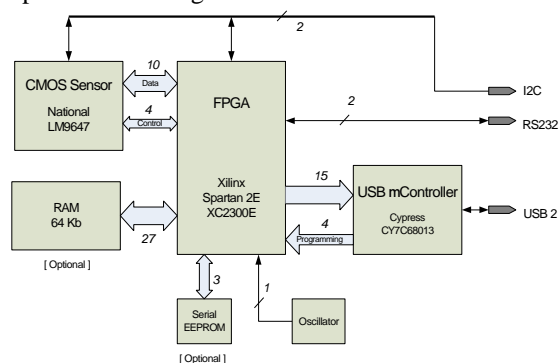 2
10
CMOS Sensor
National
LM9647
Data
4
Control
FPGA
Xilinx
Spartan 2E
XC2300E
I2C
2
RS232
15
USB mController
Cypress
CY7C68013
4
Programming
USB 2
RAM
64 Kb
27
[ Optional ]
3
1
Serial
EEPROM
Oscillator
[ Optional ]